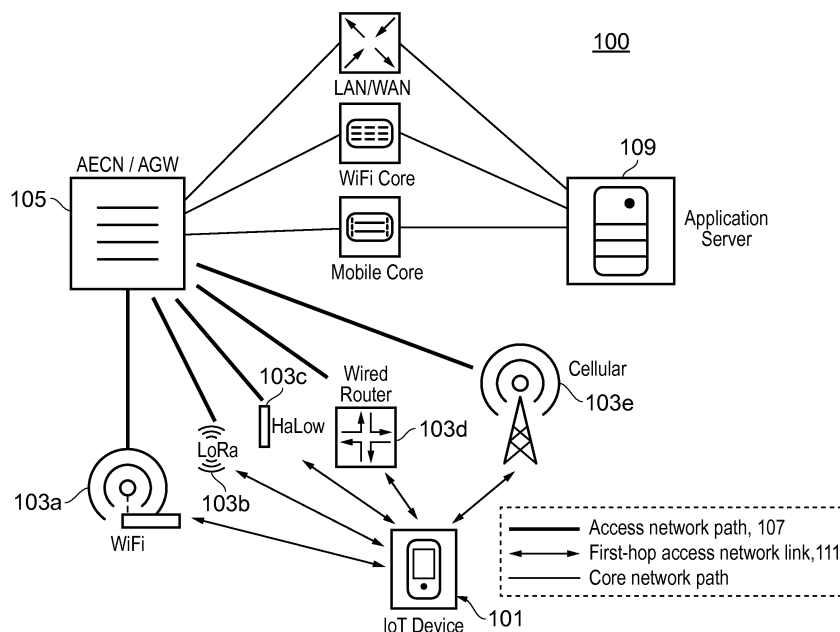 100
LAN/WAN
109
AECN / AGW
105
WiFi Core
Application
Server
Mobile Core
103c
Wired
Router
Cellular
103e
HaLow
103d
LoRa
103a
103b
WiFi
Access network path, 107
First-hop access network link,111
Core network path
101
IoT Device